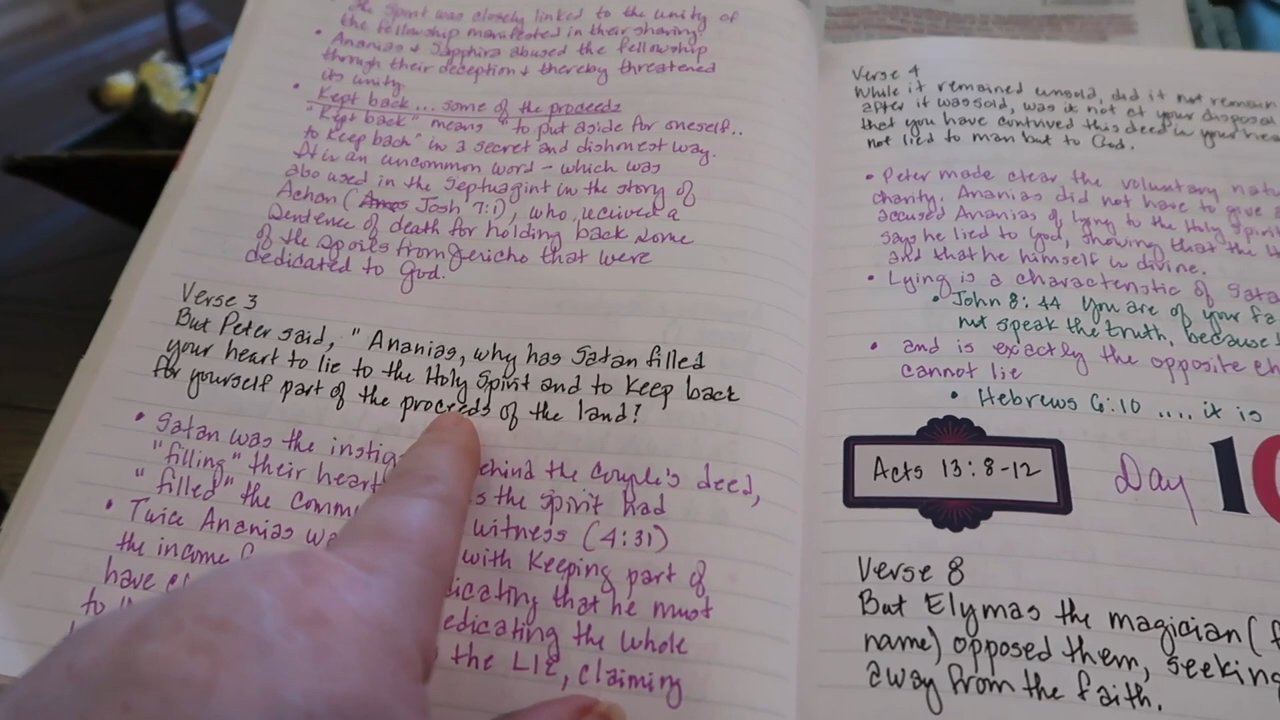 the Spirit was closely linked to the unity of
the fellowship manifested in their sharing
• Ananias & Sapphira abused the fellowship
through their deception & thereby threatened
its unity.
• Kept back ... some of the proceeds
"Kept back" means "to put aside for oneself..
to keep back" in a secret and dishonest way.
It is an uncommon word - which was
also used in the Septuagint in the story of
Achan ( Josh 7:1), who received a
sentence of death for holding back some
of the spoils from Jericho that were
dedicated to God.
Verse 3
But Peter said, " Ananias, why has Satan filled
your heart to lie to the Holy Spirit and to keep back
for yourself part of the proceeds of the land?
• Satan was the instig ehind the couple's deed,
"filling" their heart s the Spirit had
"filled" the comm witness (4:31)
• Twice Ananias wa with keeping part of
the income icating that he must
have edicating the whole
to the LIE, claiming
Verse 4
While it remained unsold, did it not remain
after it was sold, was it not at your disposal
that you have contrived this deed in your hea
not lied to man but to God.
• Peter made clear the voluntary nat
charity. Ananias did not have to give
accused Ananias of lying to the Holy Spirit
says he lied to God, showing that the H
and that he himself is divine.
• Lying is a characteristic of Sata
• John 8:44 You are of your fa
not speak the truth, because
• and is exactly the opposite
cannot lie
• Hebrews 6:10 .... it is
Acts 13:8-12
Day 10
Verse 8
But Elymas the magician (f
name) opposed them, seeking
away from the faith.